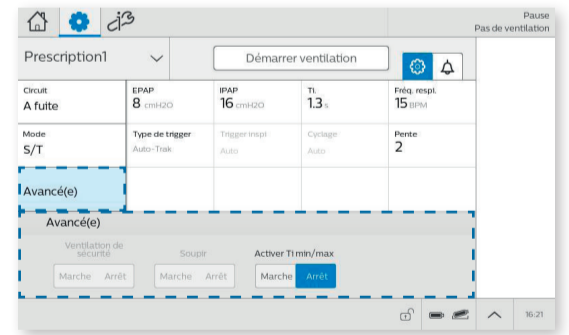 Pause
Pas de ventilation
Prescription1
Démarrer ventilation
Circuit
A fuite
EPAP
8 cmH2O
IPAP
16 cmH2O
Ti.
1.3 s
Fréq. respi.
15 BPM
Mode
S/T
Type de trigger
Auto-Trak
Trigger inspi
Auto
Cyclage
Auto
Pente
2
Avancé(e)
Avancé(e)
Ventilation de
sécurité
Marche Arrêt
Soupir
Marche Arrêt
Activer Ti min/max
Marche Arrêt
16:21